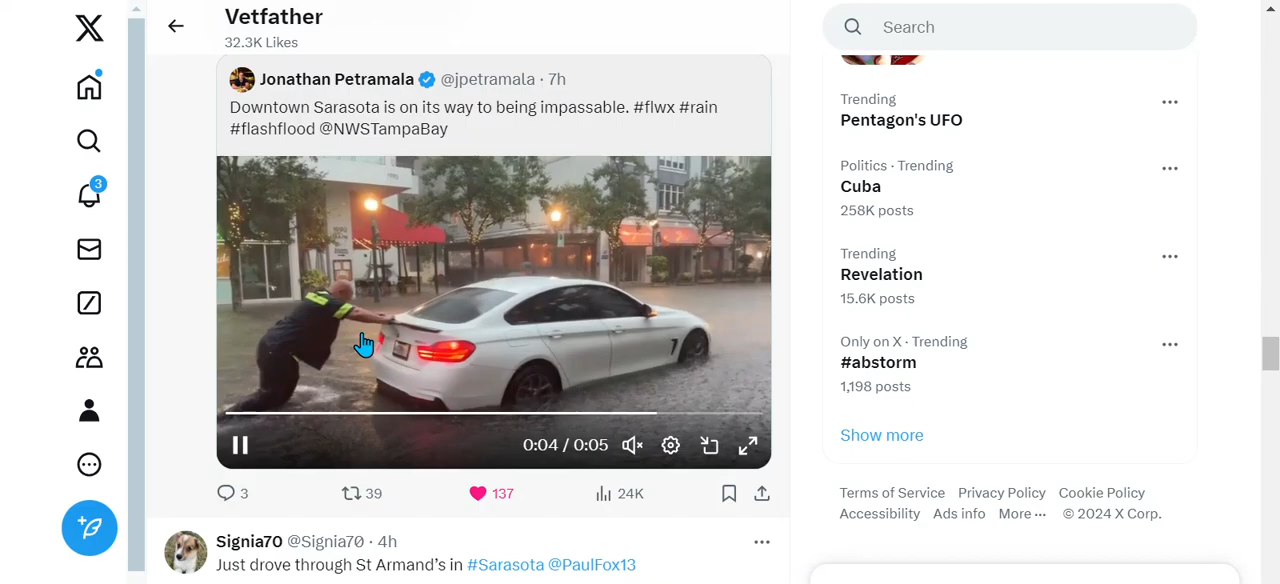 Vetfather
32.3K Likes
Jonathan Petramala @jpetramala · 7h
Downtown Sarasota is on its way to being impassable. #flwx #rain
#flashflood @NWSTampaBay
0:04 / 0:05
3
39
137
24K
Signia70 @Signia70 · 4h
Just drove through St Armand's in #Sarasota @PaulFox13
3
Search
Trending
Pentagon's UFO
Politics · Trending
Cuba
258K posts
Trending
Revelation
15.6K posts
Only on X · Trending
#abstorm
1,198 posts
Show more
Terms of Service Privacy Policy Cookie Policy
Accessibility Ads info More ··· © 2024 X Corp.